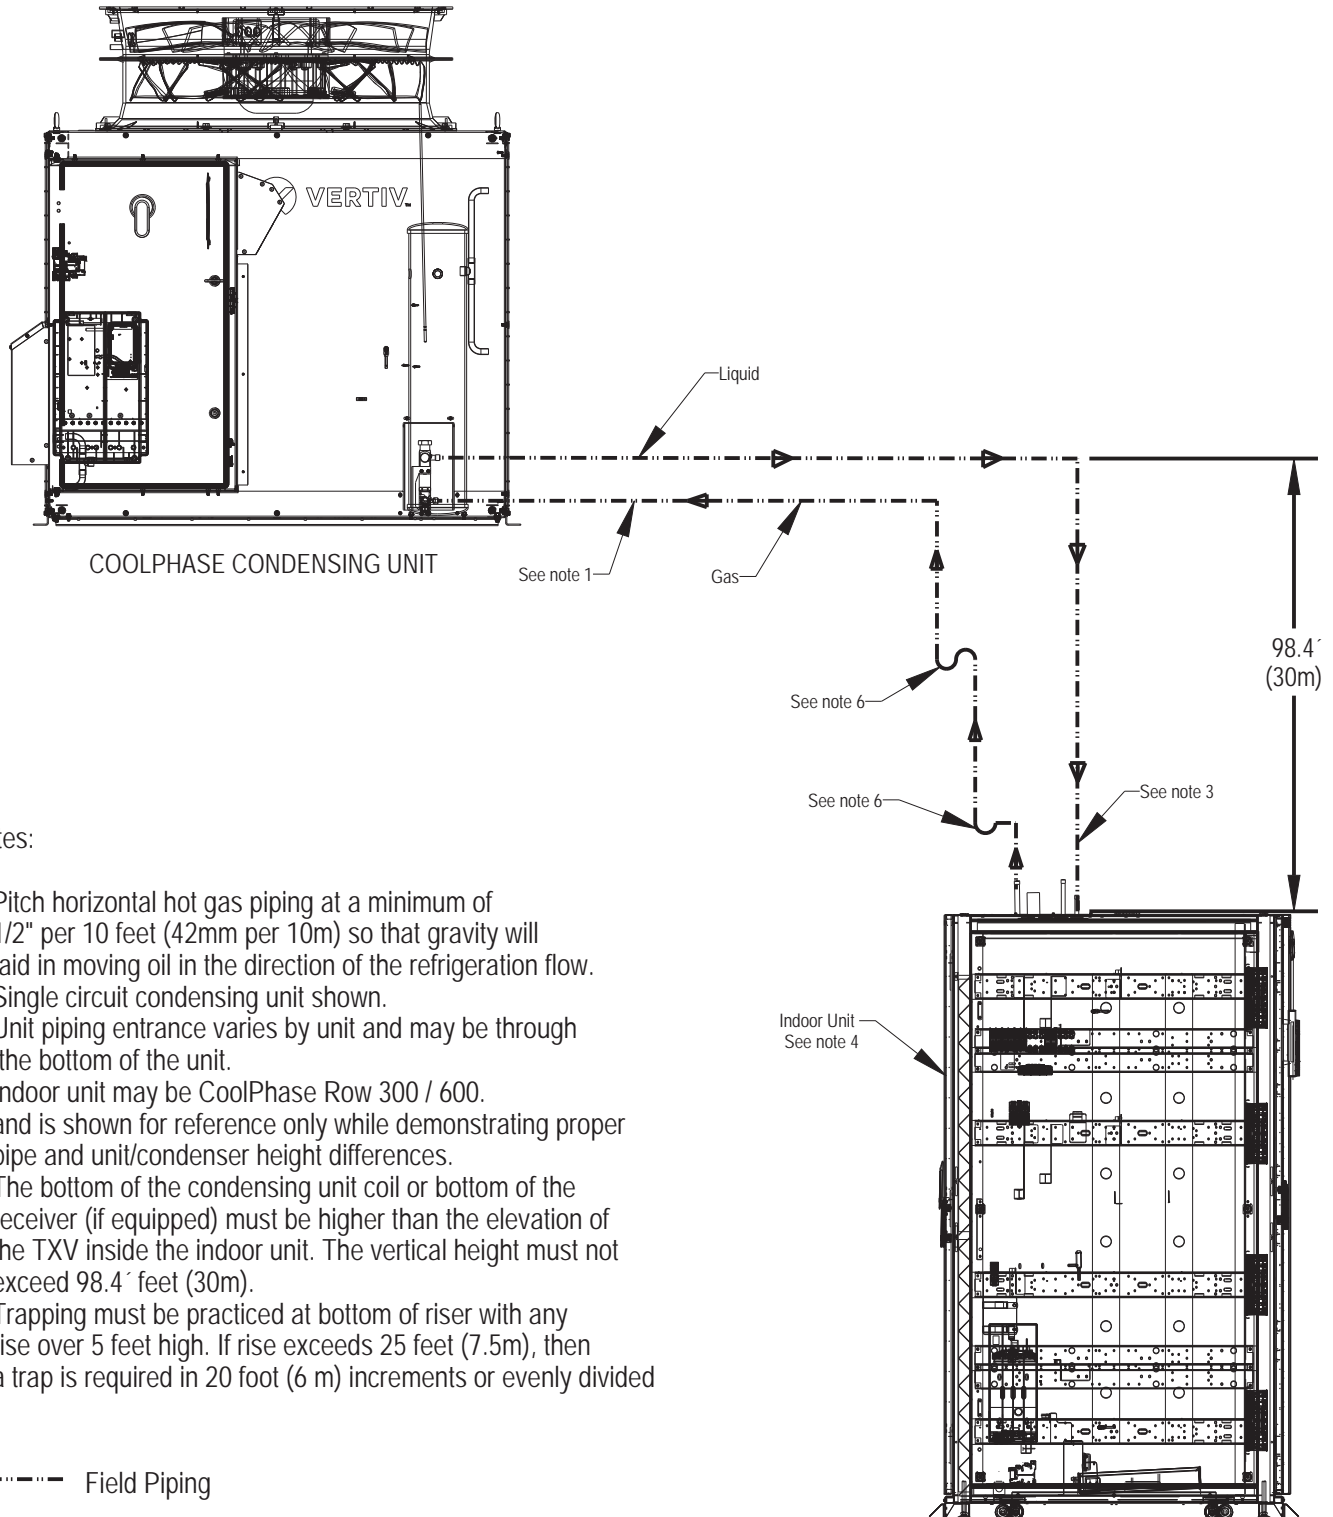 VERTIV™
Liquid
COOLPHASE CONDENSING UNIT
See note 1
Gas
98.4´
(30m)
See note 6
See note 6
See note 3
Indoor Unit
See note 4
tes:
Pitch horizontal hot gas piping at a minimum of
1/2" per 10 feet (42mm per 10m) so that gravity will
aid in moving oil in the direction of the refrigeration flow.
Single circuit condensing unit shown.
Unit piping entrance varies by unit and may be through
the bottom of the unit.
ndoor unit may be CoolPhase Row 300 / 600.
and is shown for reference only while demonstrating proper
pipe and unit/condenser height differences.
The bottom of the condensing unit coil or bottom of the
eceiver (if equipped) must be higher than the elevation of
he TXV inside the indoor unit. The vertical height must not
exceed 98.4´ feet (30m).
Trapping must be practiced at bottom of riser with any
ise over 5 feet high. If rise exceeds 25 feet (7.5m), then
a trap is required in 20 foot (6 m) increments or evenly divided
Field Piping